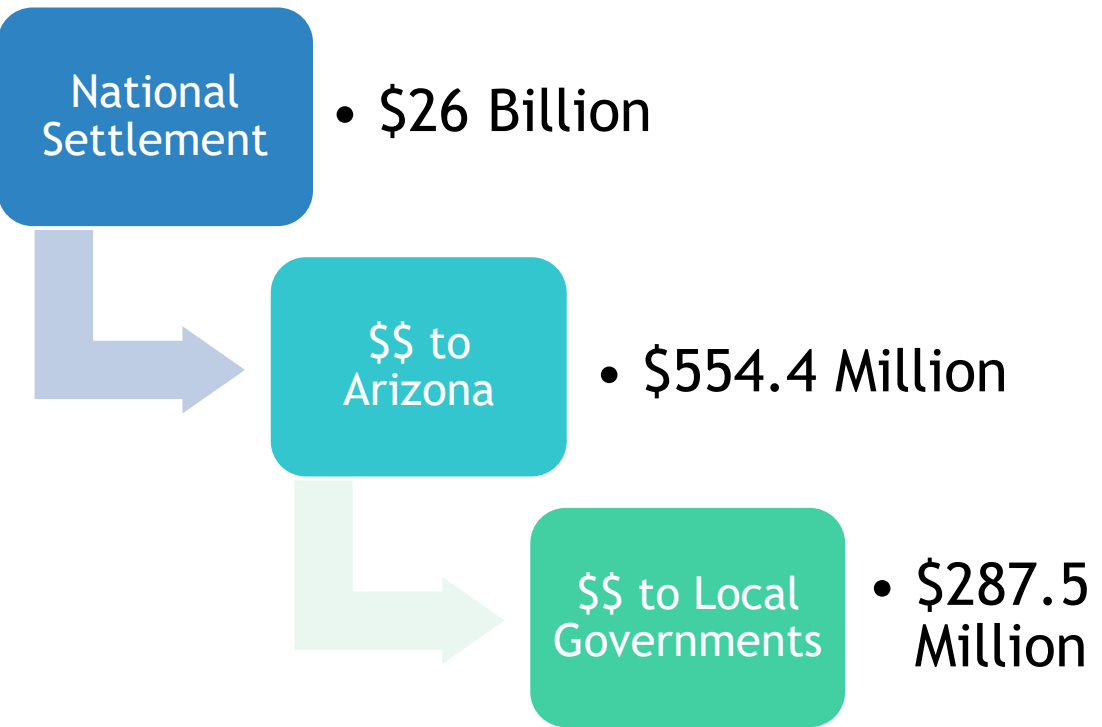 National
Settlement
• $26 Billion
$$ to
Arizona
• $554.4 Million
$$ to Local
Governments
• $287.5
Million